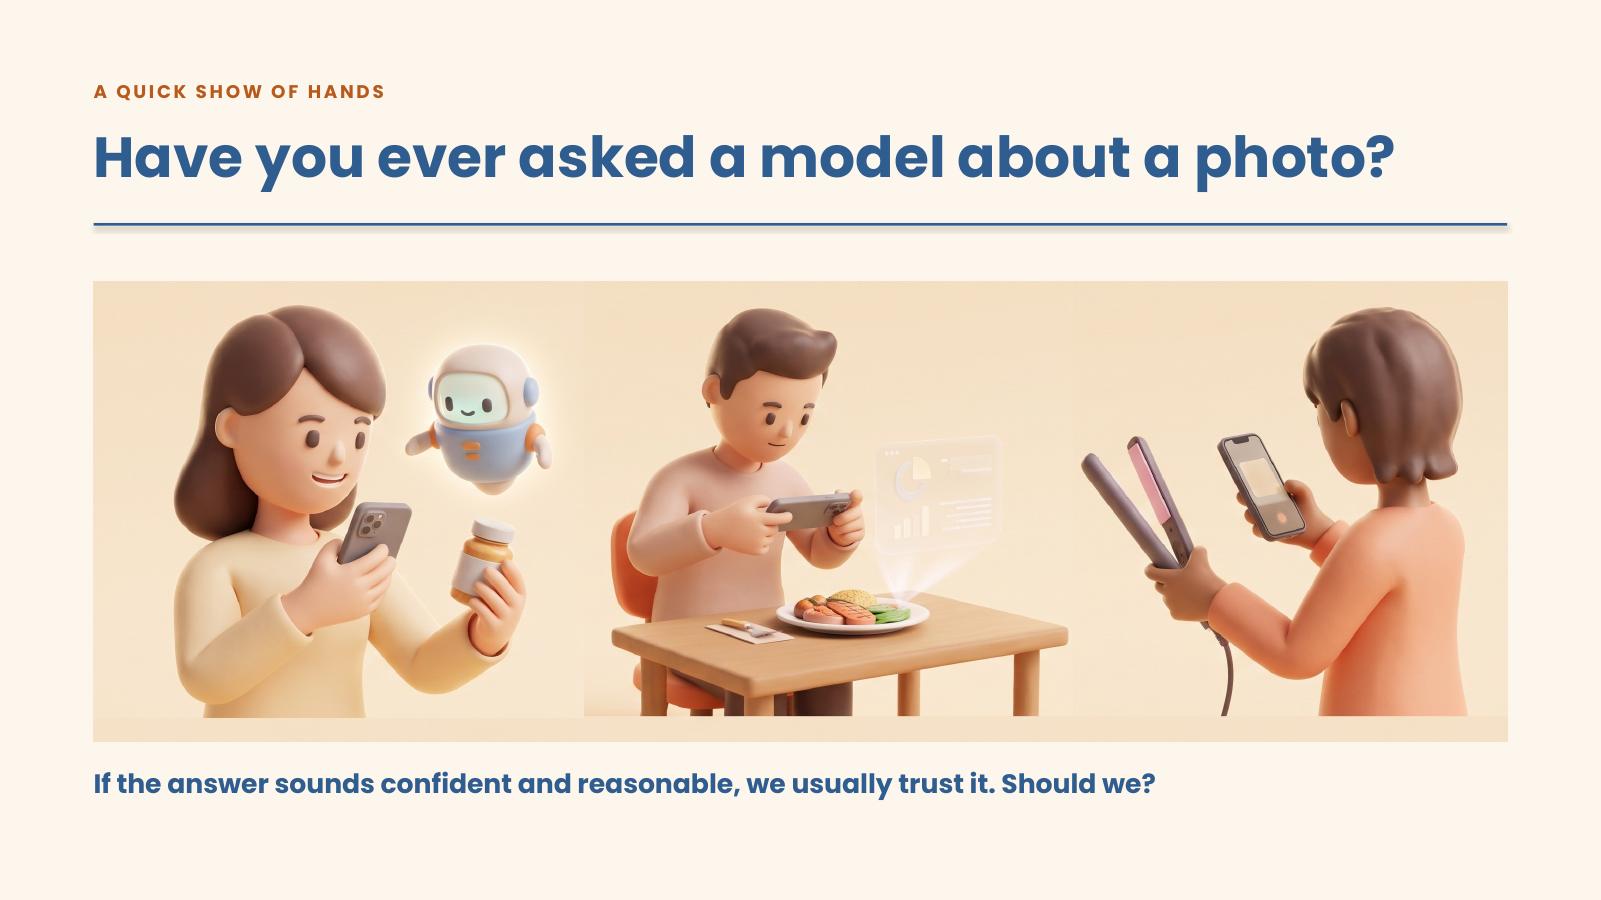 A QUICK SHOW OF HANDS
Have you ever asked a model about a photo?
If the answer sounds confident and reasonable, we usually trust it. Should we?